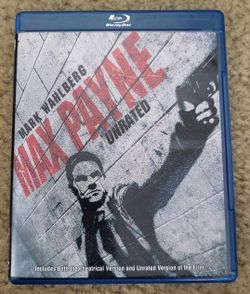 Blu-ray Disc
MARK WAHLBERG
MAX PAYNE
UNRATED
Includes Both the Theatrical Version and Unrated Version of the Film